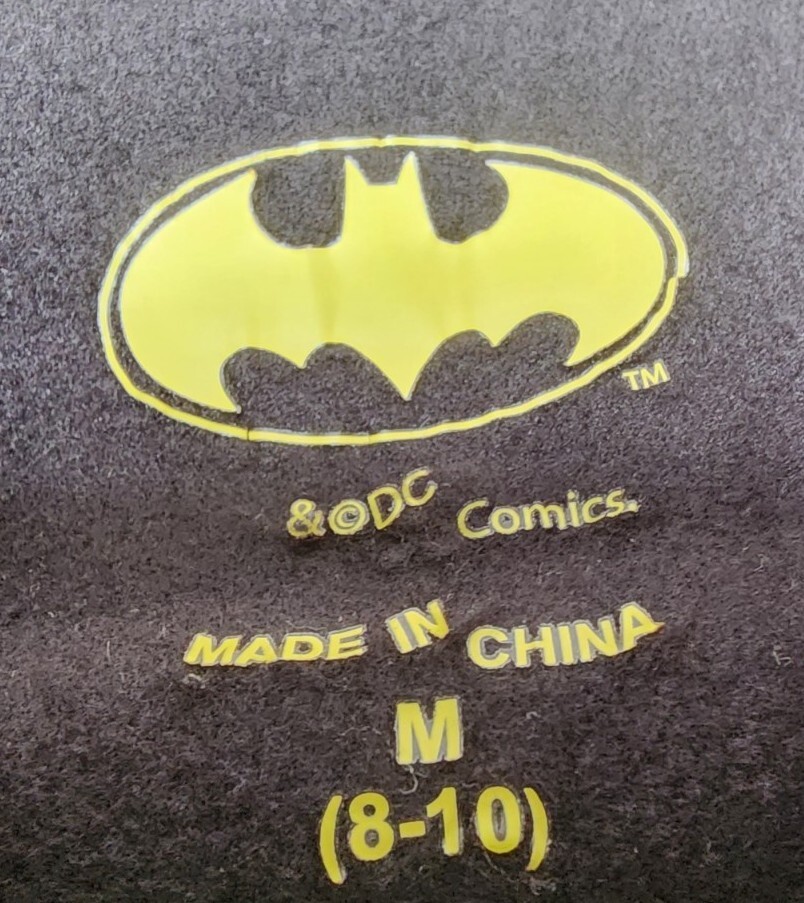 TM
&©DC Comics.
MADE IN CHINA
M
(8-10)